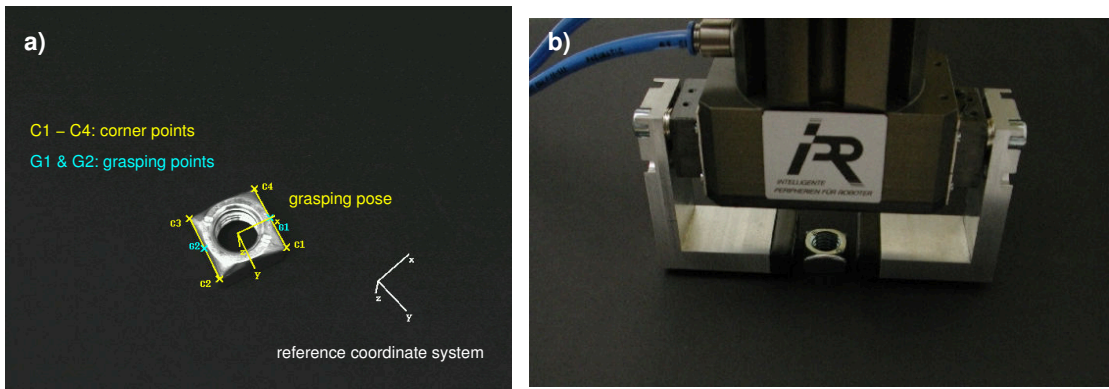 a)
C1 – C4: corner points
G1 & G2: grasping points
C4
grasping pose
C3
G1
x
C1
G2
z
Y
C2
x
z
Y
reference coordinate system
b)
IPR
INTELLIGENTE
PERIPHERIEN FÜR ROBOTER